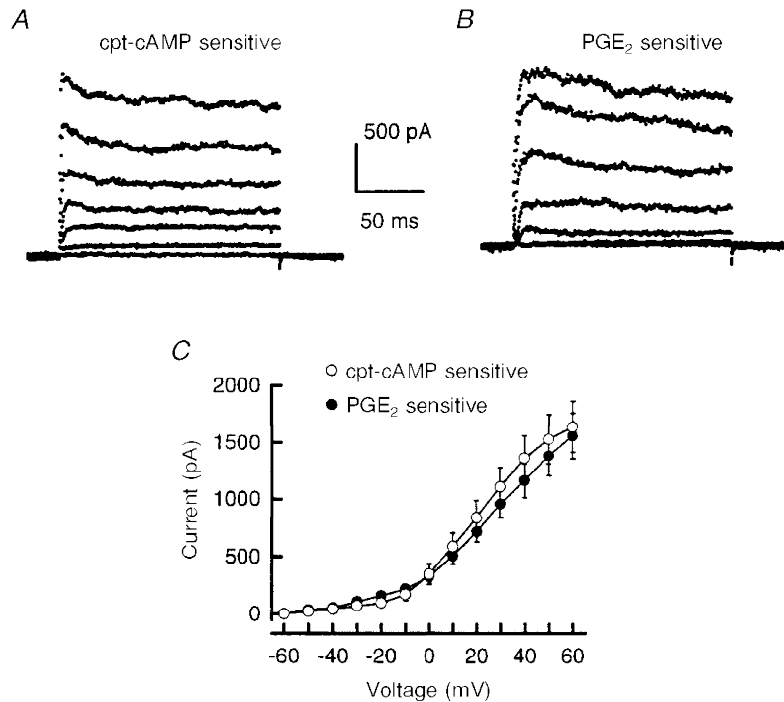 A
cpt-cAMP sensitive
B
PGE₂ sensitive
500 pA
50 ms
C
cpt-cAMP sensitive
PGE₂ sensitive
Current (pA)
2000
1500
1000
500
0
-60 -40 -20 0 20 40 60
Voltage (mV)